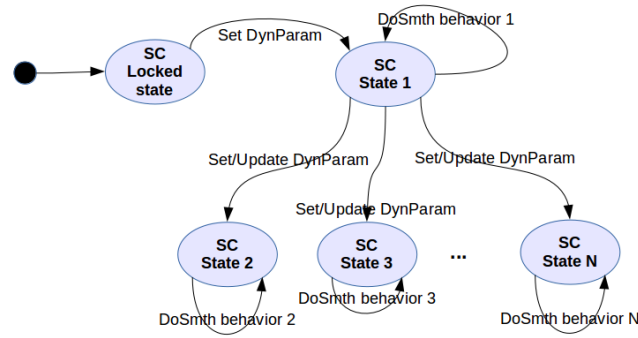 DoSmth behavior 1
Set DynParam
SC
Locked
state
SC
State 1
Set/Update DynParam
Set/Update DynParam
Set/Update DynParam
SC
State 2
SC
State 3
...
SC
State N
DoSmth behavior 2
DoSmth behavior 3
DoSmth behavior N